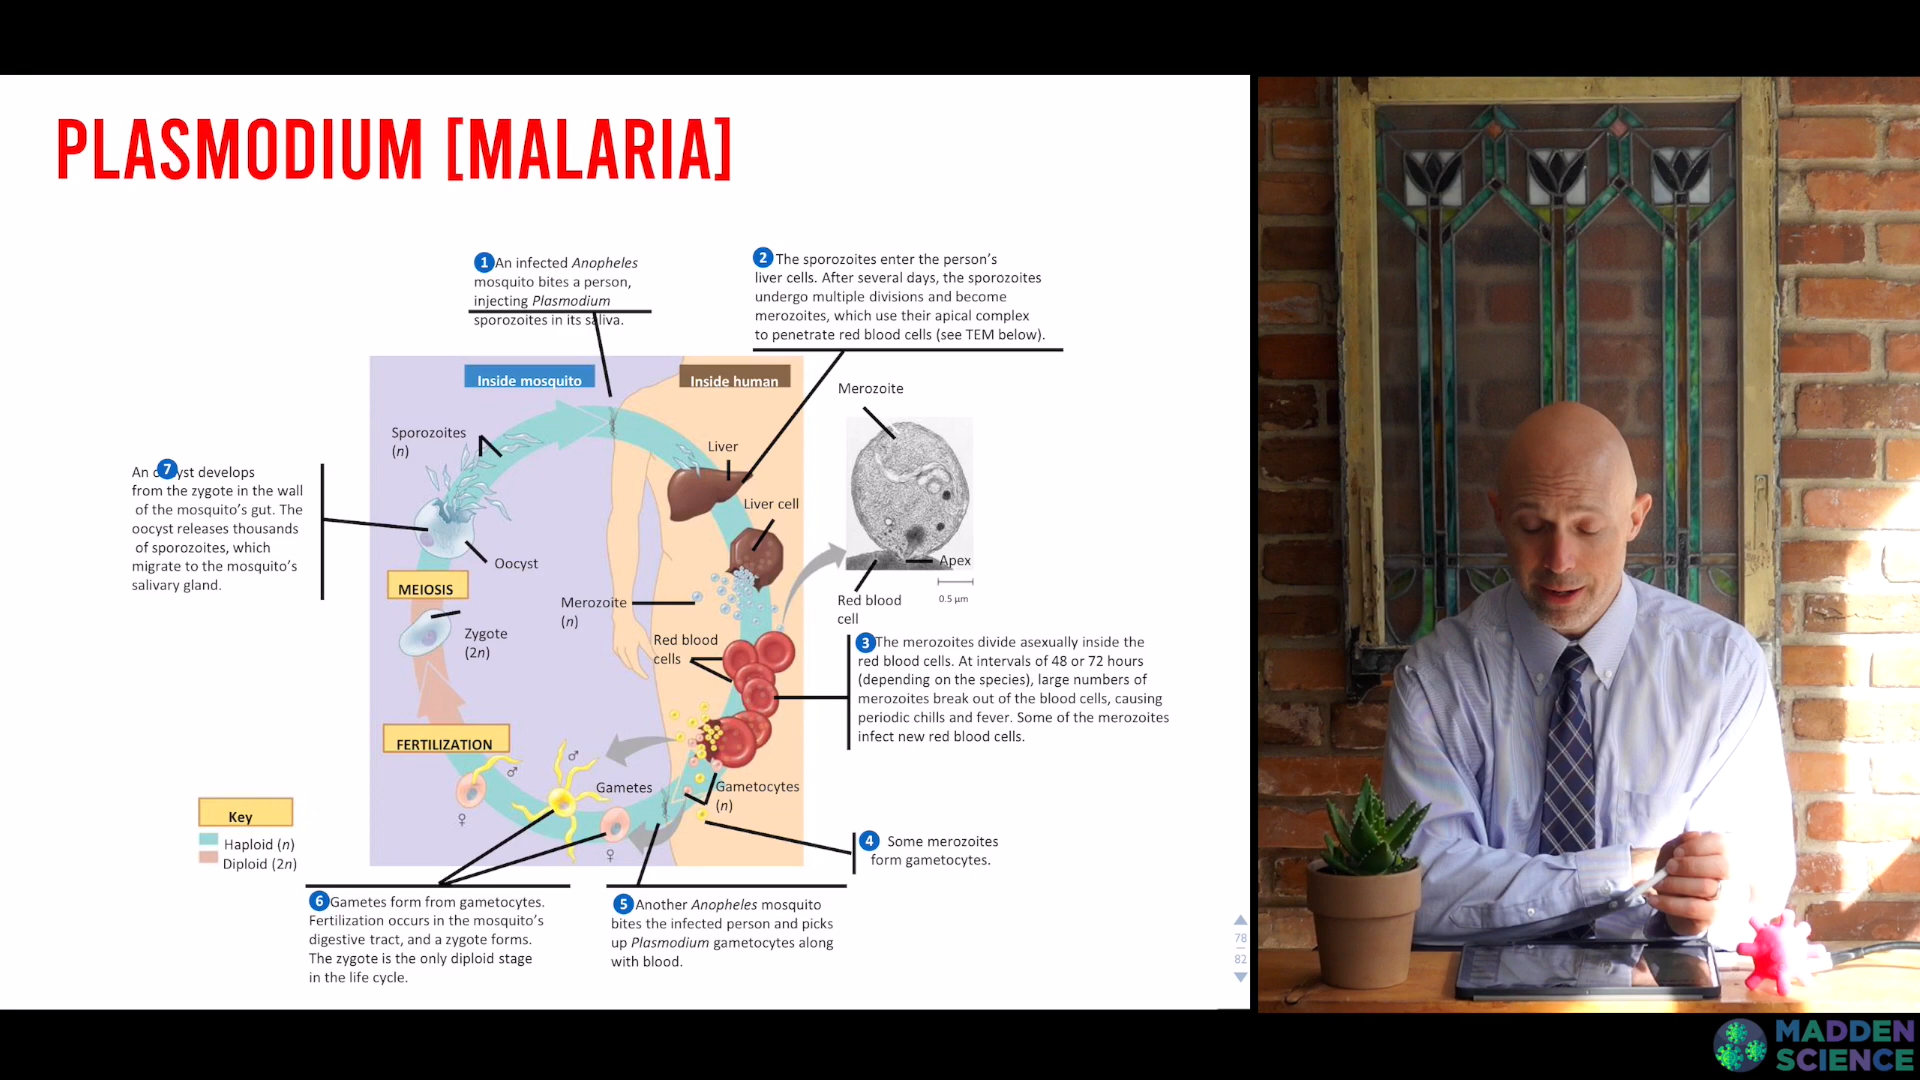 PLASMODIUM [MALARIA]
1 An infected Anopheles
mosquito bites a person,
injecting Plasmodium
sporozoites in its saliva.
2 The sporozoites enter the person's
liver cells. After several days, the sporozoites
undergo multiple divisions and become
merozoites, which use their apical complex
to penetrate red blood cells (see TEM below).
Inside mosquito
Inside human
Merozoite
Sporozoites
(n)
Liver
Liver cell
7
An oocyst develops
from the zygote in the wall
of the mosquito's gut. The
oocyst releases thousands
of sporozoites, which
migrate to the mosquito's
salivary gland.
Oocyst
Apex
0.5 µm
Red blood
cell
MEIOSIS
Merozoite
(n)
Zygote
(2n)
Red blood
cells
3 The merozoites divide asexually inside the
red blood cells. At intervals of 48 or 72 hours
(depending on the species), large numbers of
merozoites break out of the blood cells, causing
periodic chills and fever. Some of the merozoites
infect new red blood cells.
FERTILIZATION
♂
♂
♀
♀
Gametes
Gametocytes
(n)
Key
Haploid (n)
Diploid (2n)
4 Some merozoites
form gametocytes.
6 Gametes form from gametocytes.
Fertilization occurs in the mosquito's
digestive tract, and a zygote forms.
The zygote is the only diploid stage
in the life cycle.
5 Another Anopheles mosquito
bites the infected person and picks
up Plasmodium gametocytes along
with blood.
78
82
MADDEN
SCIENCE